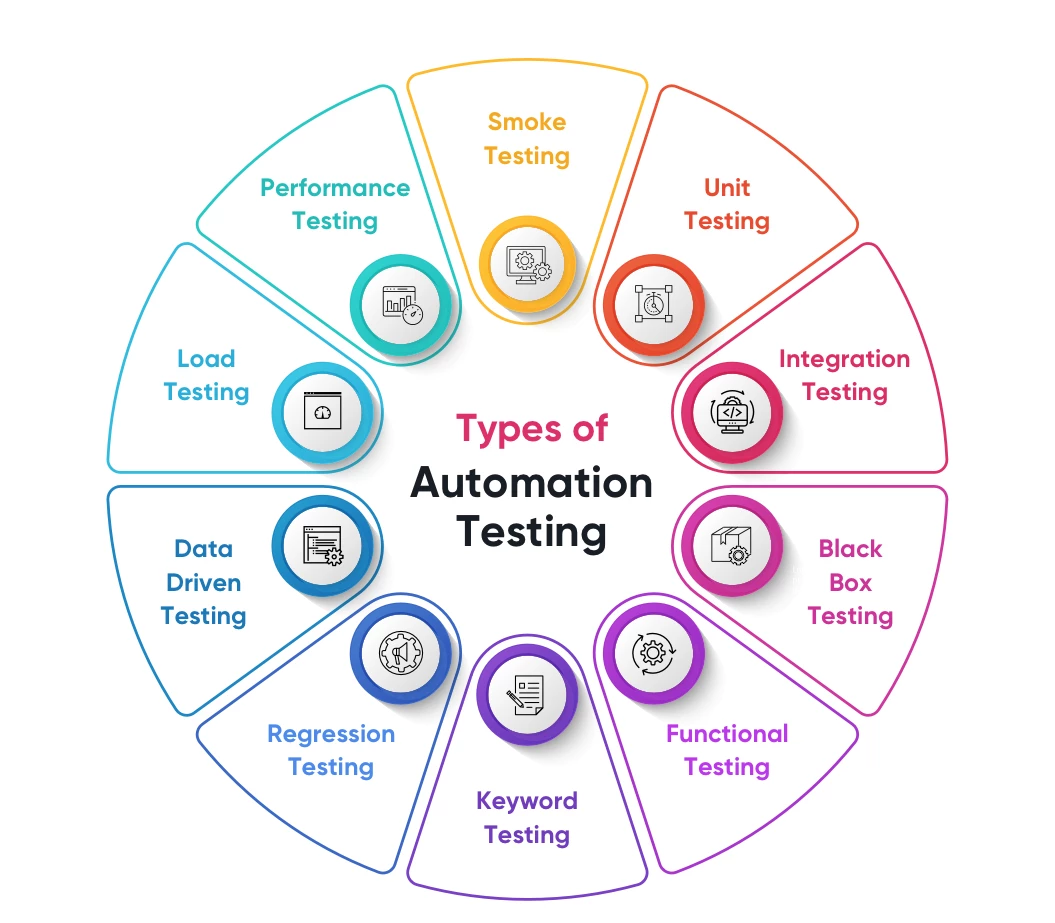 Smoke
Testing
Unit
Testing
Integration
Testing
Black
Box
Testing
Functional
Testing
Keyword
Testing
Regression
Testing
Data
Driven
Testing
Load
Testing
Performance
Testing
Types of
Automation
Testing